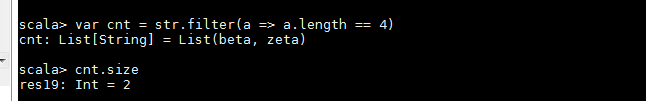 scala> var cnt = str.filter(a => a.length == 4)
cnt: List[String] = List(beta, zeta)
scala> cnt.size
res19: Int = 2